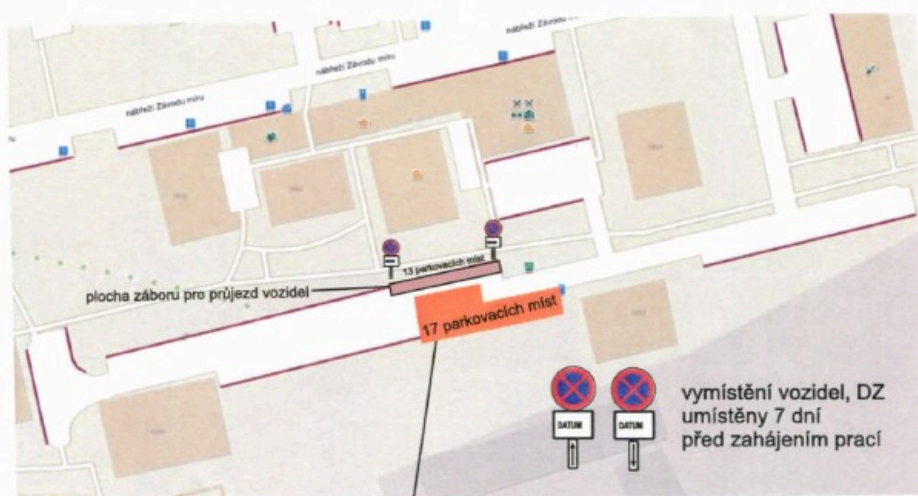 nábřeží Závodu míru
nábřeží Závodu míru
nábřeží Závodu míru
13 parkovacích míst
plocha záboru pro průjezd vozidel
17 parkovacích míst
DATUM
DATUM
vymístění vozidel, DZ
umístěny 7 dní
před zahájením prací